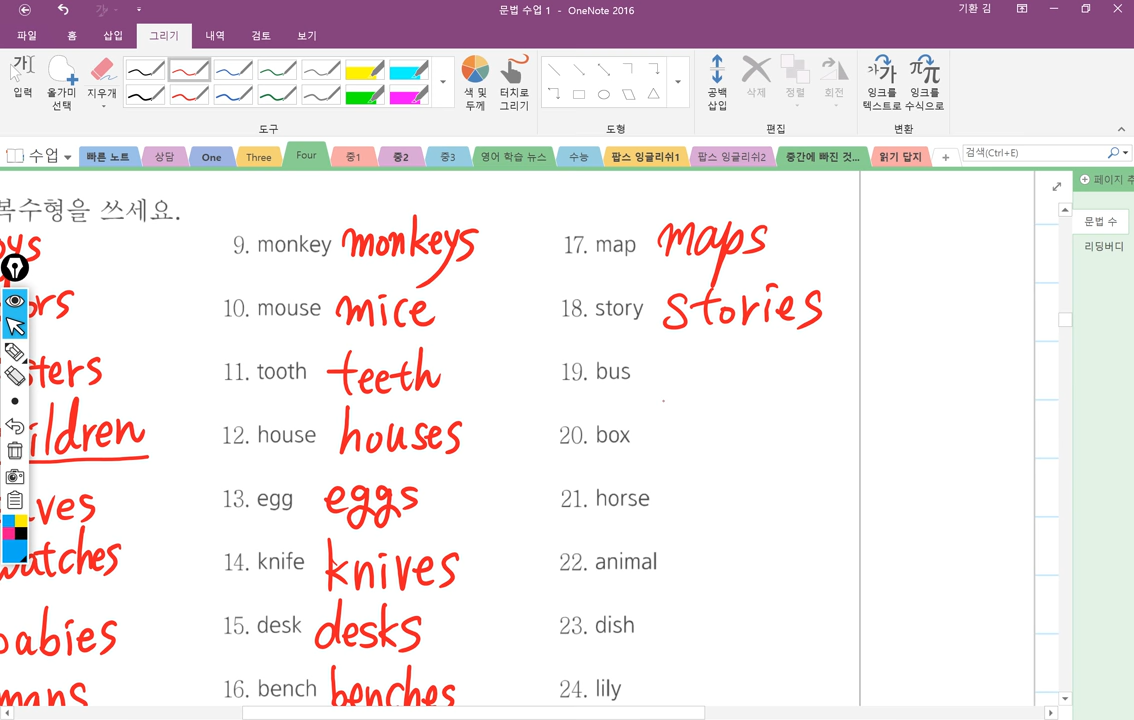 문법 수업 1 - OneNote 2016
기환 김
파일 홈 삽입 그리기 내역 검토 보기
입력
올가미 선택
지우개
색 및 두께
터치로 그리기
공백 삽입
삭제
정렬
회전
잉크를 텍스트로
잉크를 수식으로
도구
도형
편집
변환
수업
빠른 노트 상담 One Three Four 중1 중2 중3 영어 학습 뉴스 수능 팝스 잉글리쉬1 팝스 잉글리쉬2 중간에 빠진 것... 읽기 답지
검색(Ctrl+E)
페이지 추
문법 수
리딩버디
복수형을 쓰세요.
9. monkey monkeys
10. mouse mice
11. tooth teeth
12. house houses
13. egg eggs
14. knife knives
15. desk desks
16. bench benches
17. map maps
18. story stories
19. bus
20. box
21. horse
22. animal
23. dish
24. lily